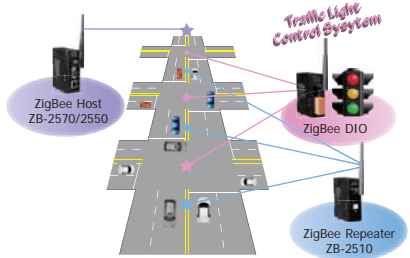 Traffic Light
Control Sysytem
ZigBee Host
ZB-2570/2550
ZigBee DIO
ZigBee Repeater
ZB-2510